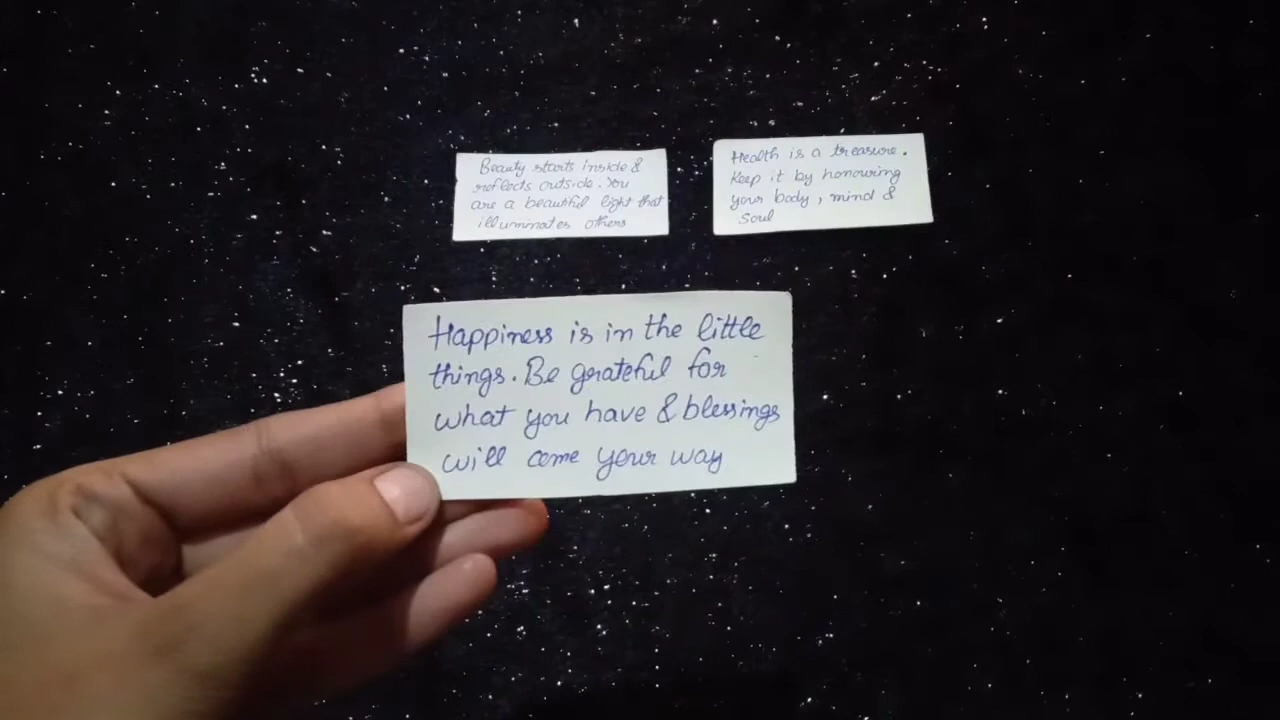 Beauty starts inside &
reflects outside. You
are a beautiful light that
illuminates others
Health is a treasure.
Keep it by honouring
your body, mind &
Soul
Happiness is in the little
things. Be grateful for
what you have & blessings
will come your way